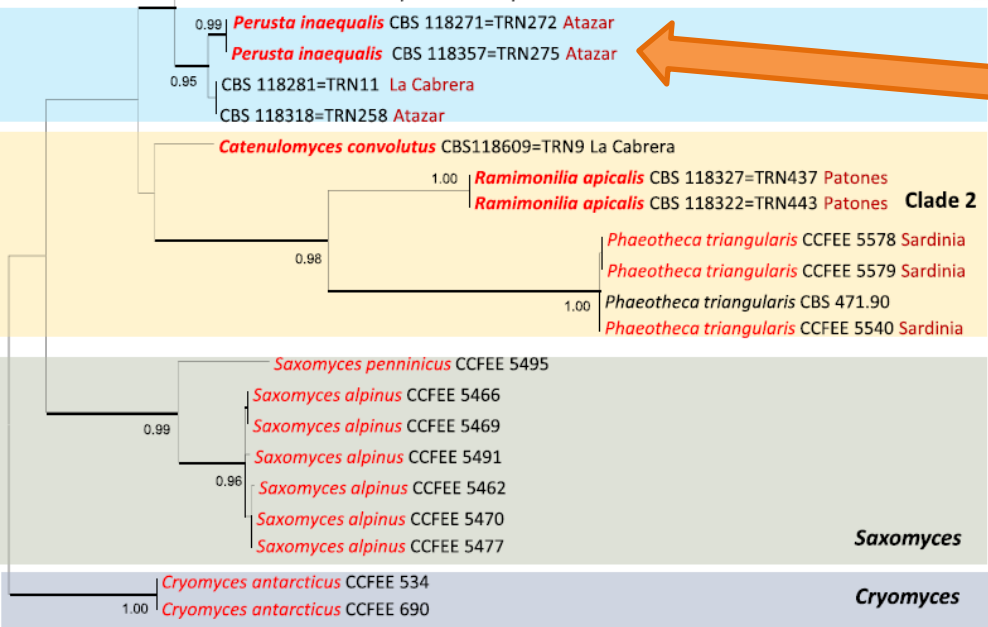 0.99 Perusta inaequalis CBS 118271=TRN272 Atazar
Perusta inaequalis CBS 118357=TRN275 Atazar
0.95 CBS 118281=TRN11 La Cabrera
CBS 118318=TRN258 Atazar
Catenulomyces convolutus CBS118609=TRN9 La Cabrera
1.00 Ramimonilia apicalis CBS 118327=TRN437 Patones
Ramimonilia apicalis CBS 118322=TRN443 Patones Clade 2
Phaeotheca triangularis CCFEE 5578 Sardinia
0.98
Phaeotheca triangularis CCFEE 5579 Sardinia
1.00 Phaeotheca triangularis CBS 471.90
Phaeotheca triangularis CCFEE 5540 Sardinia
Saxomyces penninicus CCFEE 5495
Saxomyces alpinus CCFEE 5466
0.99 Saxomyces alpinus CCFEE 5469
Saxomyces alpinus CCFEE 5491
0.96 Saxomyces alpinus CCFEE 5462
Saxomyces alpinus CCFEE 5470
Saxomyces alpinus CCFEE 5477 Saxomyces
Cryomyces antarcticus CCFEE 534
1.00 Cryomyces antarcticus CCFEE 690 Cryomyces